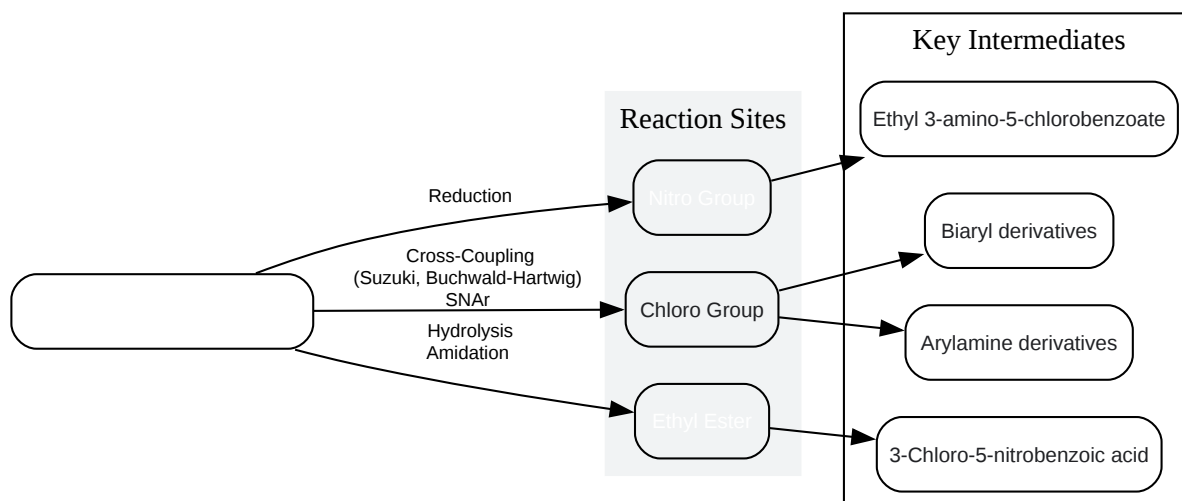 Key Intermediates
Reaction Sites
Ethyl 3-amino-5-chlorobenzoate
Reduction
Nitro Group
Biaryl derivatives
Cross-Coupling
(Suzuki, Buchwald-Hartwig)
SNAr
Chloro Group
Hydrolysis
Amidation
Arylamine derivatives
Ethyl Ester
3-Chloro-5-nitrobenzoic acid